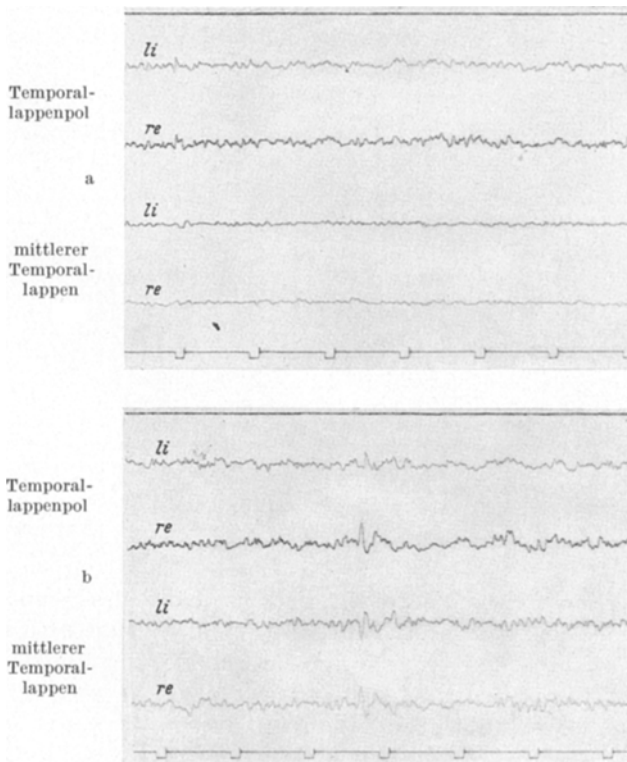 Temporal-
lappenpol
li
re
a
mittlerer
Temporal-
lappen
li
re
Temporal-
lappenpol
li
re
b
mittlerer
Temporal-
lappen
li
re